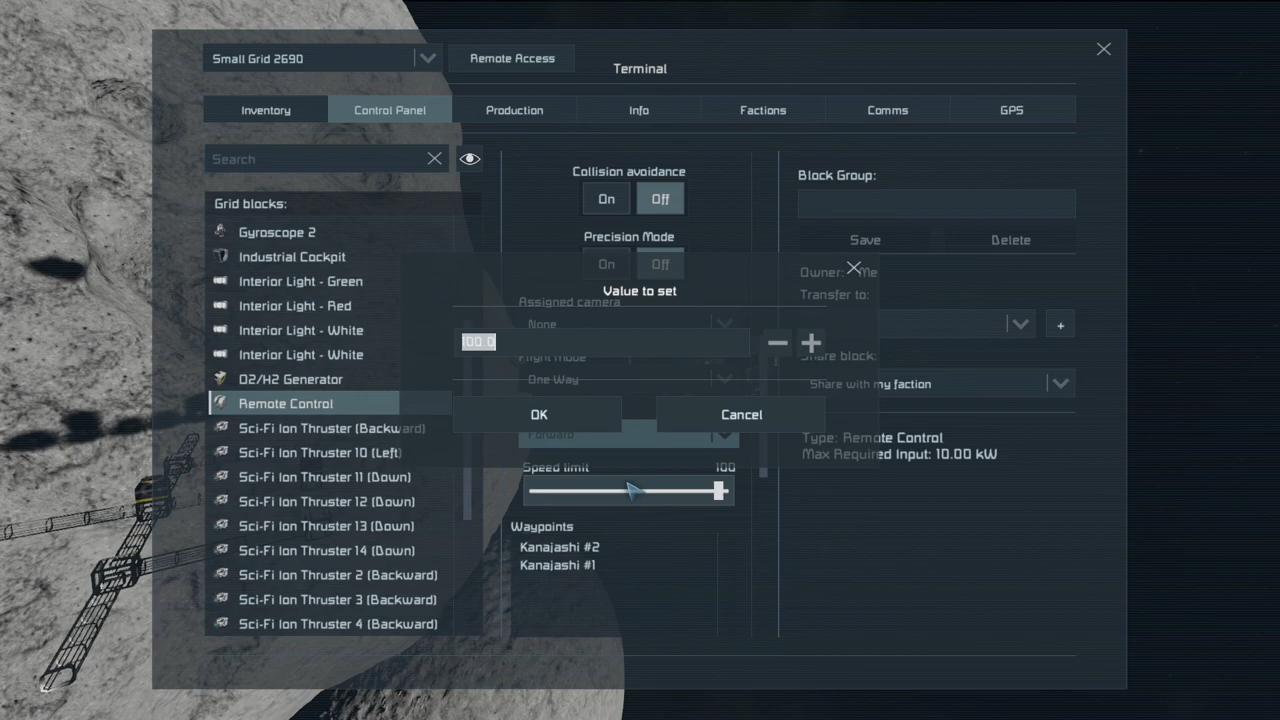 Small Grid 2690
Remote Access
Terminal
Inventory
Control Panel
Production
Info
Factions
Comms
GPS
Search
Grid blocks:
Gyroscope 2
Industrial Cockpit
Interior Light - Green
Interior Light - Red
Interior Light - White
Interior Light - White
O2/H2 Generator
Remote Control
Sci-Fi Ion Thruster (Backward)
Sci-Fi Ion Thruster 10 (Left)
Sci-Fi Ion Thruster 11 (Down)
Sci-Fi Ion Thruster 12 (Down)
Sci-Fi Ion Thruster 13 (Down)
Sci-Fi Ion Thruster 14 (Down)
Sci-Fi Ion Thruster 2 (Backward)
Sci-Fi Ion Thruster 3 (Backward)
Sci-Fi Ion Thruster 4 (Backward)
Collision avoidance
On
Off
Precision Mode
On
Off
Value to set
Assigned camera
None
100.0
Flight Mode
One Way
OK
Cancel
Forward
Speed limit
100
Waypoints
Kanajashi #2
Kanajashi #1
Block Group:
Save
Delete
Owner: Me
Transfer to:
+
Share block:
Share with my faction
Type: Remote Control
Max Required Input: 10.00 kW